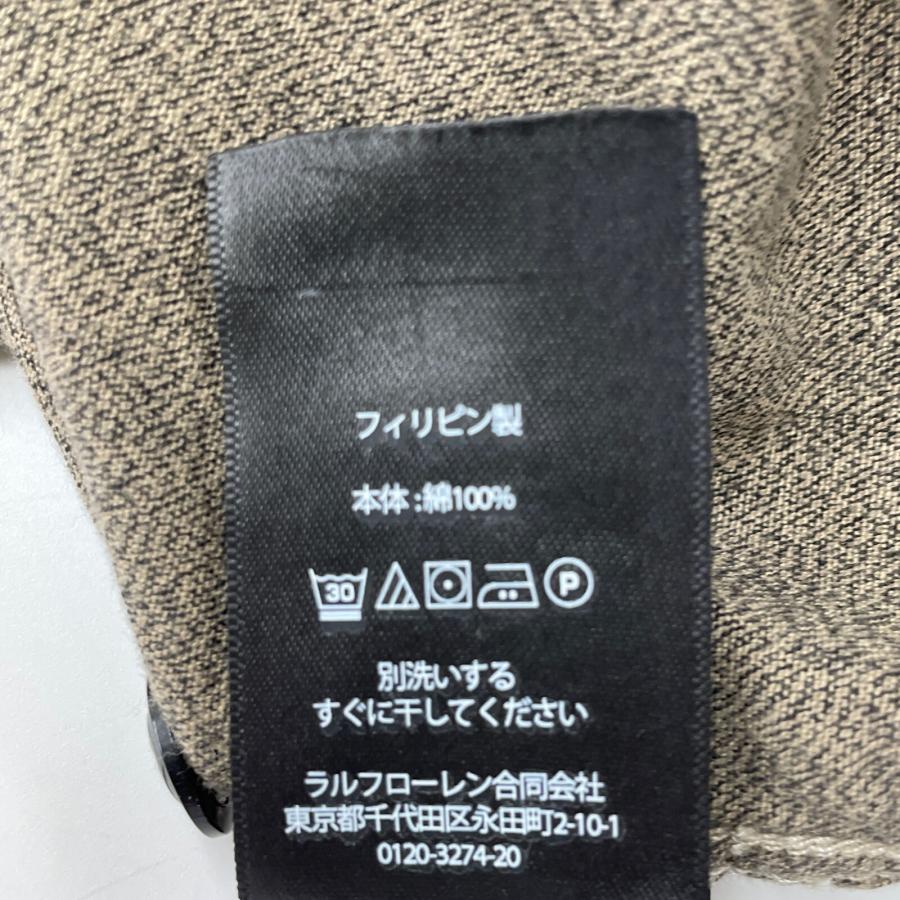 フィリピン製
本体:綿100%
30 P
別洗いする
すぐに干してください
ラルフローレン合同会社
東京都千代田区永田町2-10-1
0120-3274-20